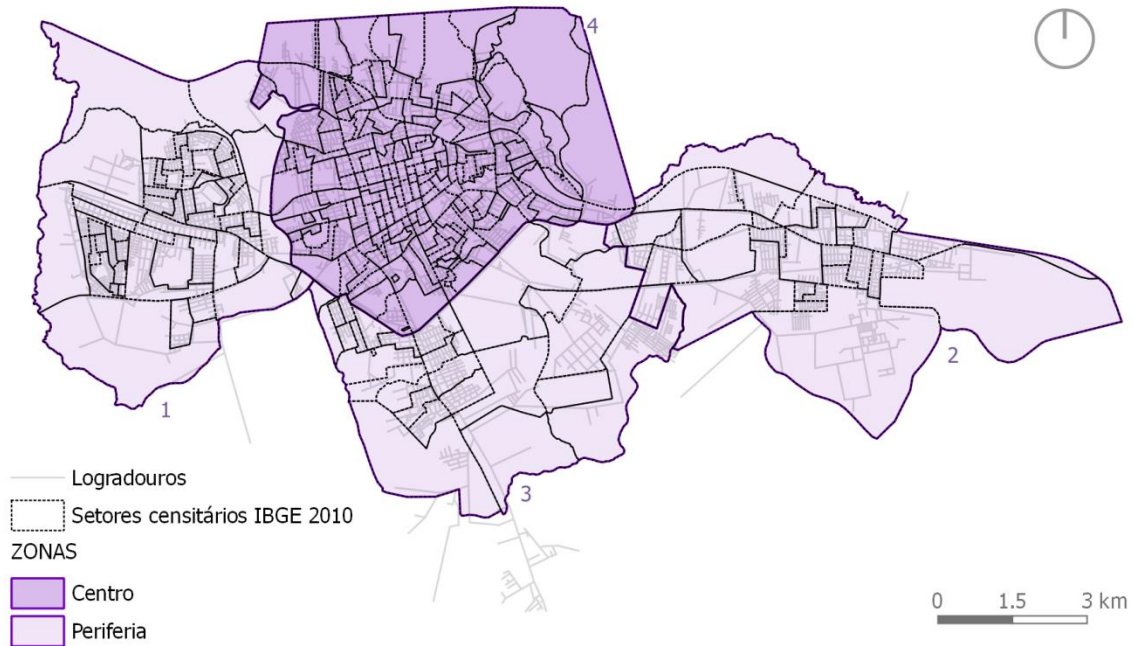 4
2
1
3
Logradouros
Setores censitários IBGE 2010
ZONAS
Centro
Periferia
0 1.5 3 km